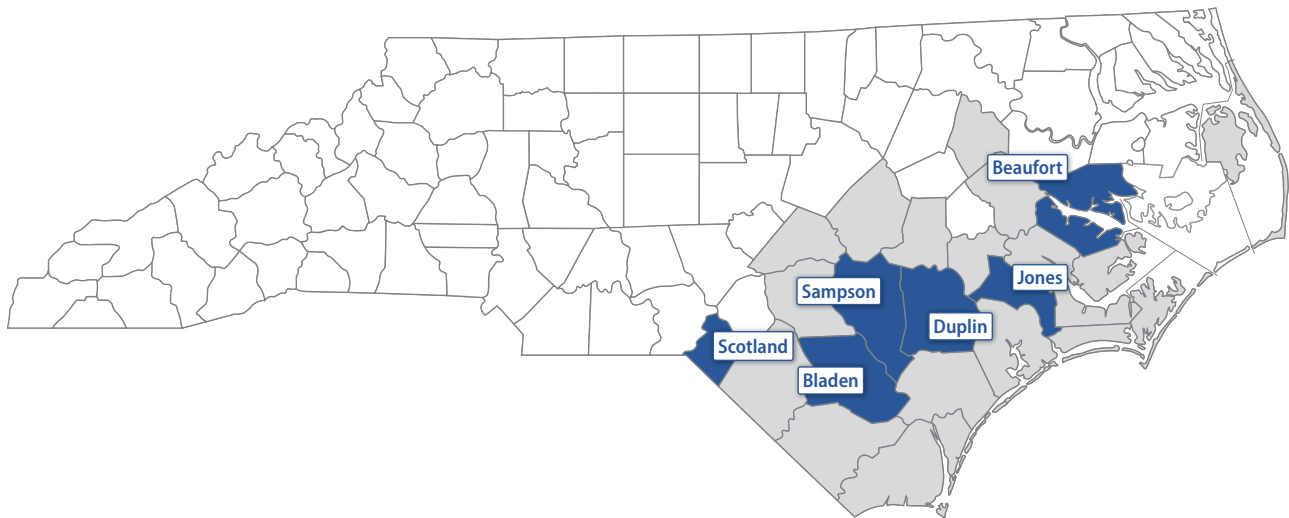 Beaufort
Jones
Sampson
Duplin
Scotland
Bladen